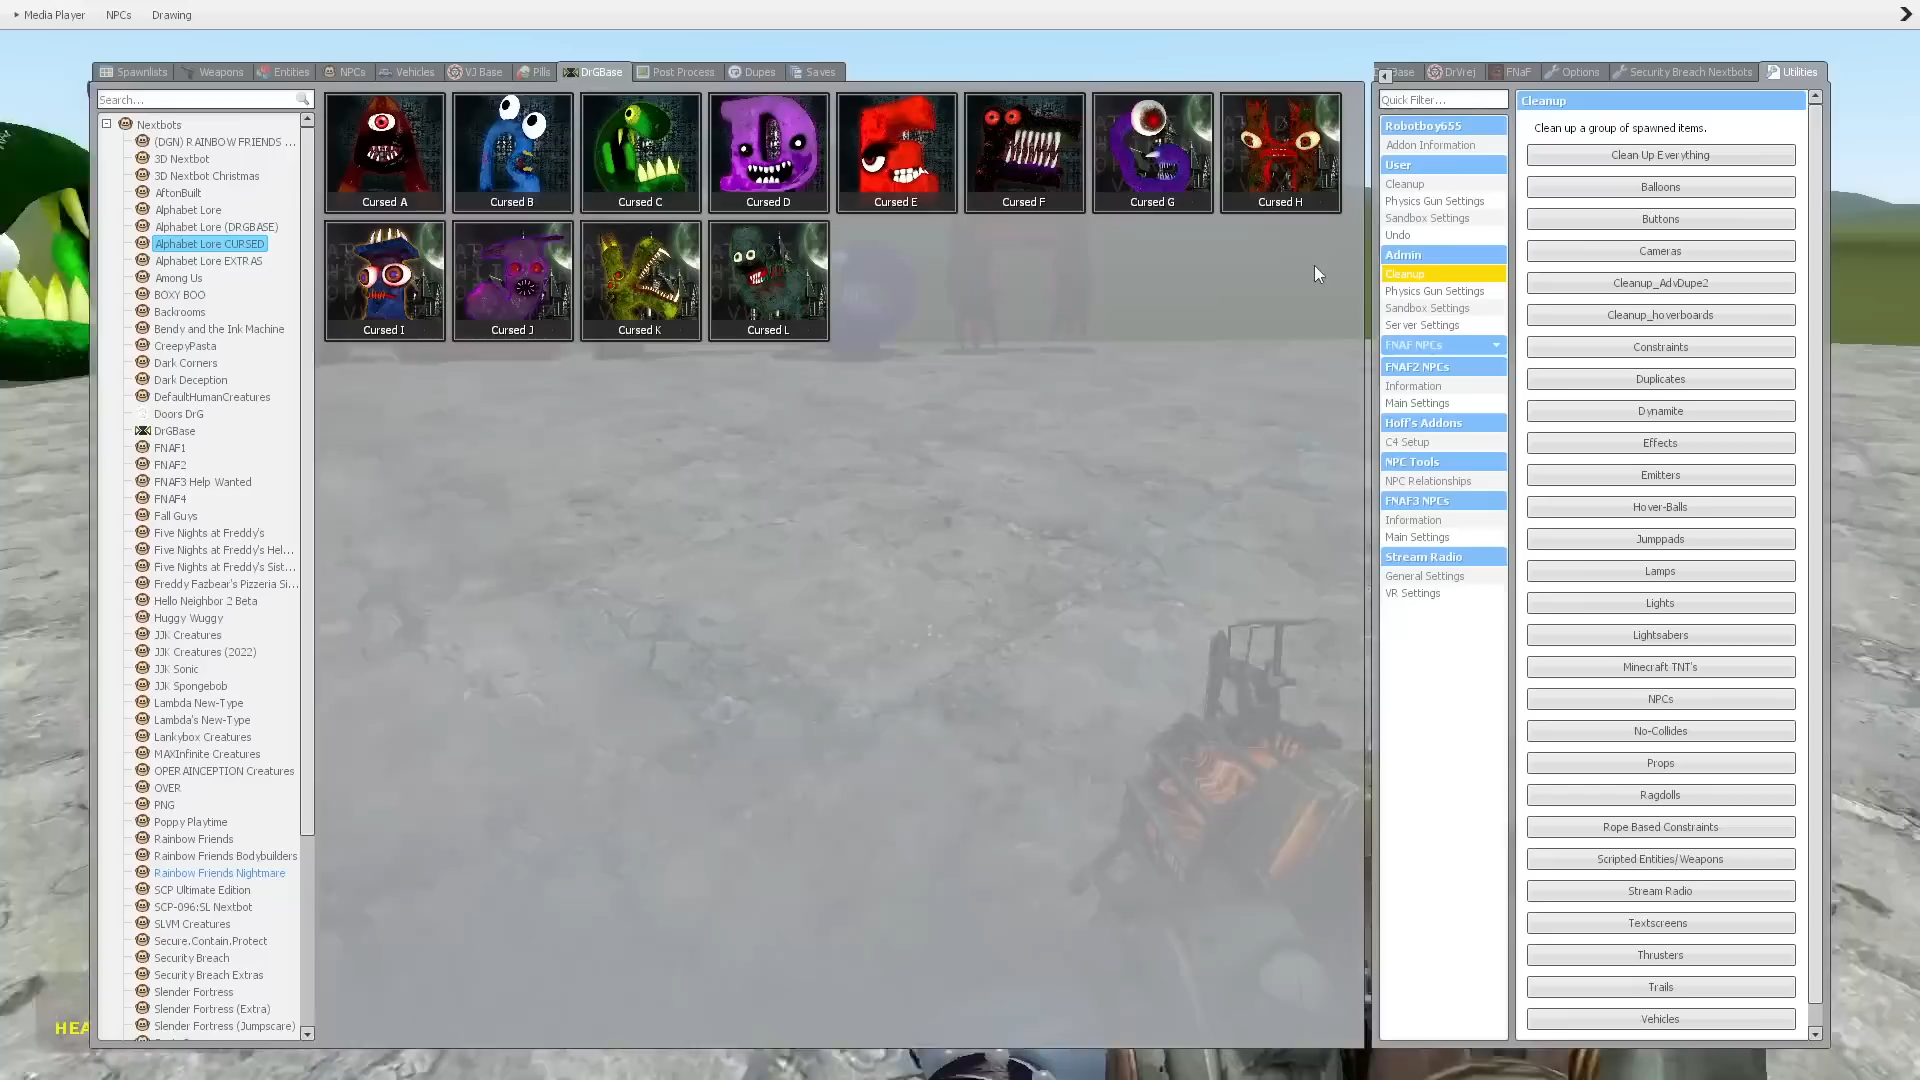 Media Player
NPCs
Drawing
Spawnlists
Weapons
Entities
NPCs
Vehicles
VJ Base
Pills
DrGBase
Post Process
Dupes
Saves
Search...
Nextbots
(DGN) RAINBOW FRIENDS ...
3D Nextbot
3D Nextbot Christmas
AftonBuilt
Alphabet Lore
Alphabet Lore (DRGBASE)
Alphabet Lore CURSED
Alphabet Lore EXTRAS
Among Us
BOXY BOO
Backrooms
Bendy and the Ink Machine
CreepyPasta
Dark Corners
Dark Deception
DefaultHumanCreatures
Doors DrG
DrGBase
FNAF1
FNAF2
FNAF3 Help Wanted
FNAF4
Fall Guys
Five Nights at Freddy's
Five Nights at Freddy's Hel...
Five Nights at Freddy's Sist...
Freddy Fazbear's Pizzeria Si...
Hello Neighbor 2 Beta
Huggy Wuggy
JJK Creatures
JJK Creatures (2022)
JJK Sonic
JJK Spongebob
Lambda New-Type
Lambda's New-Type
Lankybox Creatures
MAXInfinite Creatures
OPERAINCEPTION Creatures
OVER
PNG
Poppy Playtime
Rainbow Friends
Rainbow Friends Bodybuilders
Rainbow Friends Nightmare
SCP Ultimate Edition
SCP-096:SL Nextbot
SLVM Creatures
Secure.Contain.Protect
Security Breach
Security Breach Extras
Slender Fortress
Slender Fortress (Extra)
Slender Fortress (Jumpscare)
HEA
Cursed A
Cursed B
Cursed C
Cursed D
Cursed E
Cursed F
Cursed G
Cursed H
Cursed I
Cursed J
Cursed K
Cursed L
Base
DrVrej
FNaF
Options
Security Breach Nextbots
Utilities
Quick Filter...
Robotboy655
Addon Information
User
Cleanup
Physics Gun Settings
Sandbox Settings
Undo
Admin
Cleanup
Physics Gun Settings
Sandbox Settings
Server Settings
FNAF NPCs
FNAF2 NPCs
Information
Main Settings
Hoff's Addons
C4 Setup
NPC Tools
NPC Relationships
FNAF3 NPCs
Information
Main Settings
Stream Radio
General Settings
VR Settings
Cleanup
Clean up a group of spawned items.
Clean Up Everything
Balloons
Buttons
Cameras
Cleanup_AdvDupe2
Cleanup_hoverboards
Constraints
Duplicates
Dynamite
Effects
Emitters
Hover-Balls
Jumppads
Lamps
Lights
Lightsabers
Minecraft TNT's
NPCs
No-Collides
Props
Ragdolls
Rope Based Constraints
Scripted Entities/Weapons
Stream Radio
Textscreens
Thrusters
Trails
Vehicles